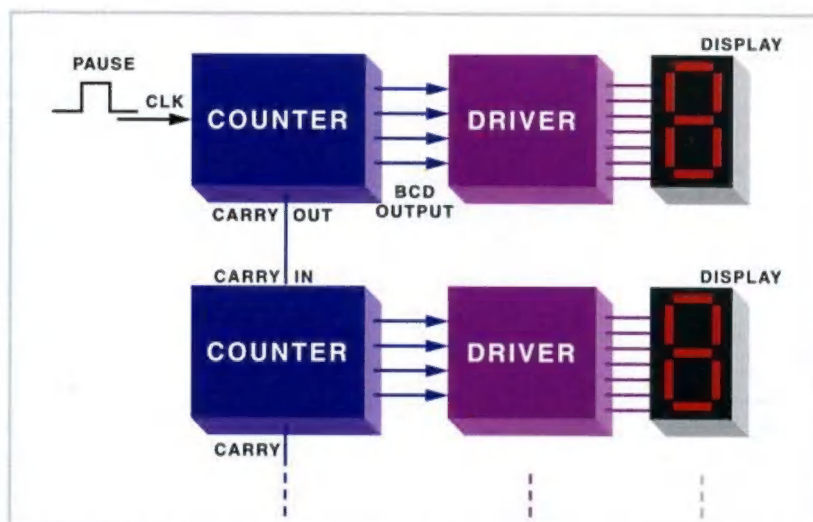 DISPLAY
PAUSE
CLK
COUNTER
DRIVER
BCD
OUTPUT
CARRY OUT
CARRY IN
DISPLAY
COUNTER
DRIVER
CARRY